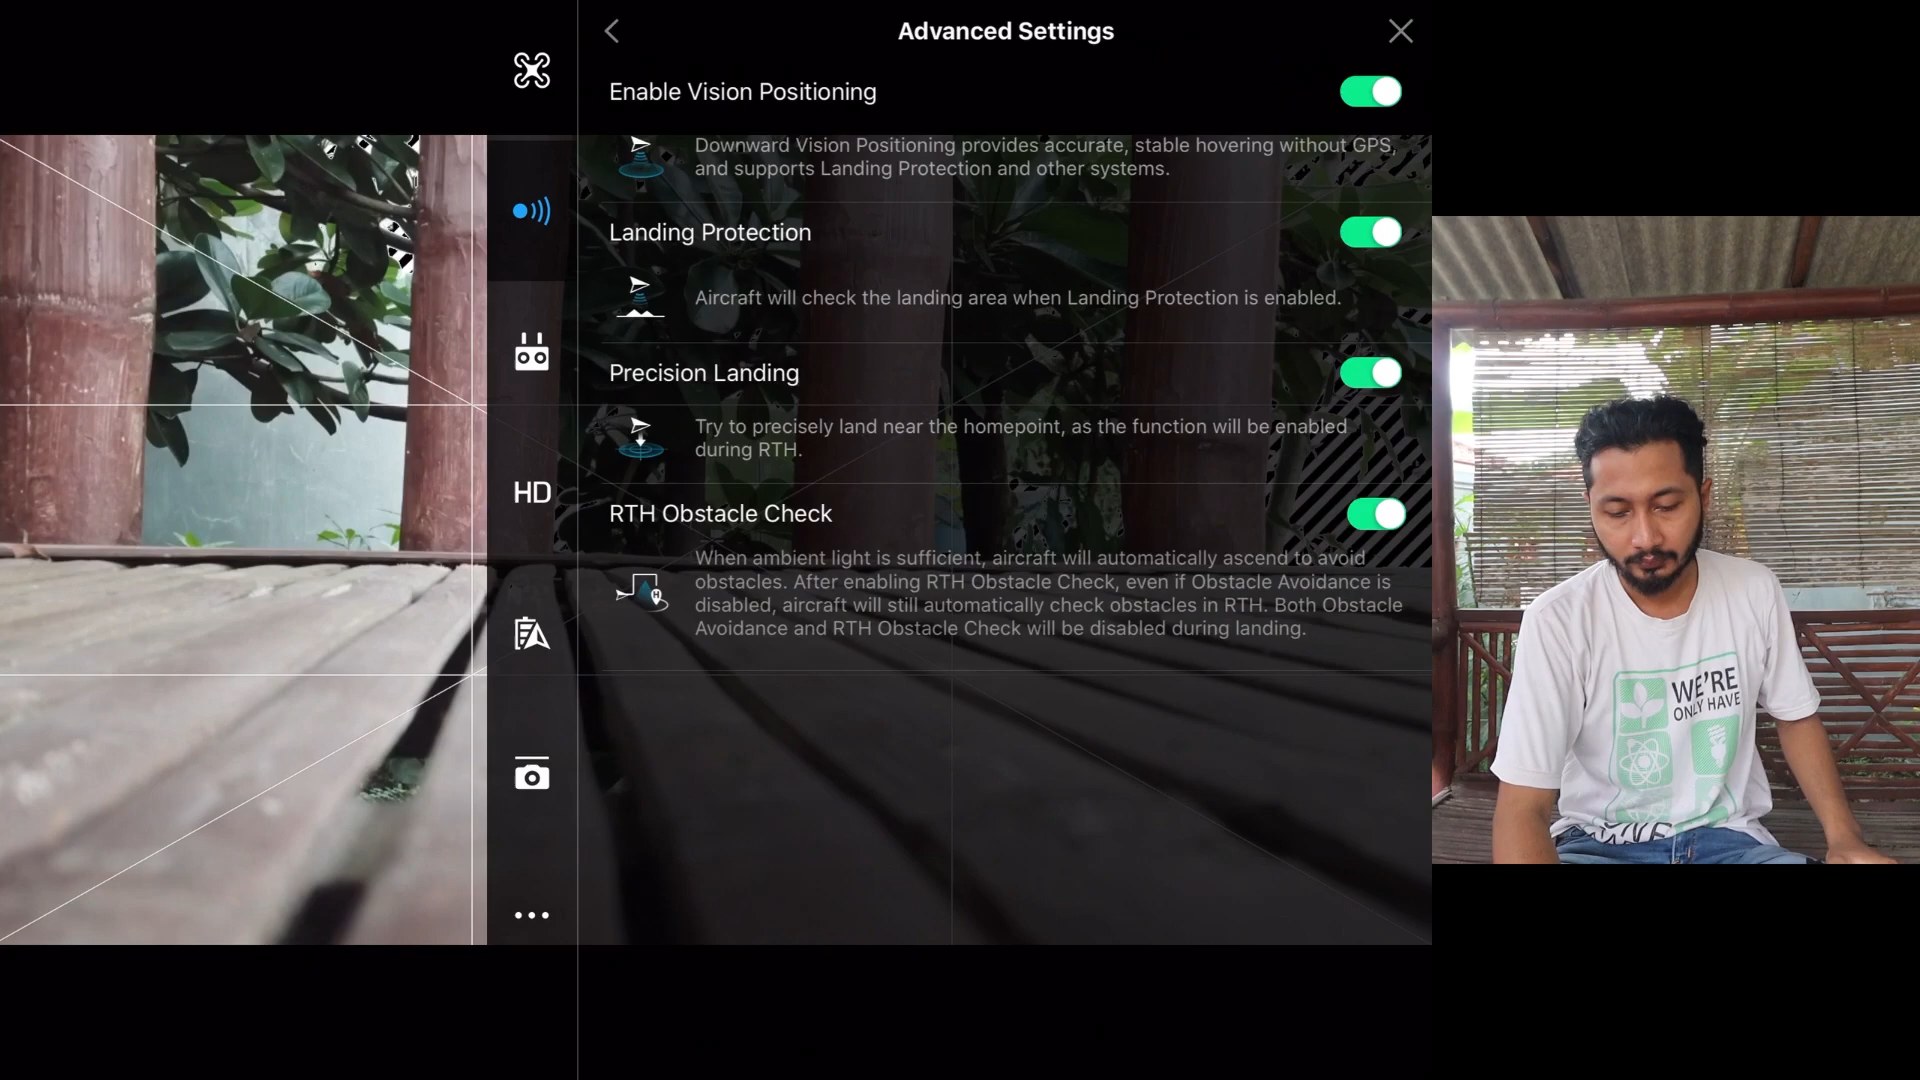 Advanced Settings
Enable Vision Positioning
Downward Vision Positioning provides accurate, stable hovering without GPS,
and supports Landing Protection and other systems.
Landing Protection
Aircraft will check the landing area when Landing Protection is enabled.
Precision Landing
Try to precisely land near the homepoint, as the function will be enabled
during RTH.
HD
RTH Obstacle Check
When ambient light is sufficient, aircraft will automatically ascend to avoid
obstacles. After enabling RTH Obstacle Check, even if Obstacle Avoidance is
disabled, aircraft will still automatically check obstacles in RTH. Both Obstacle
Avoidance and RTH Obstacle Check will be disabled during landing.
H
WE'RE
ONLY HAVE